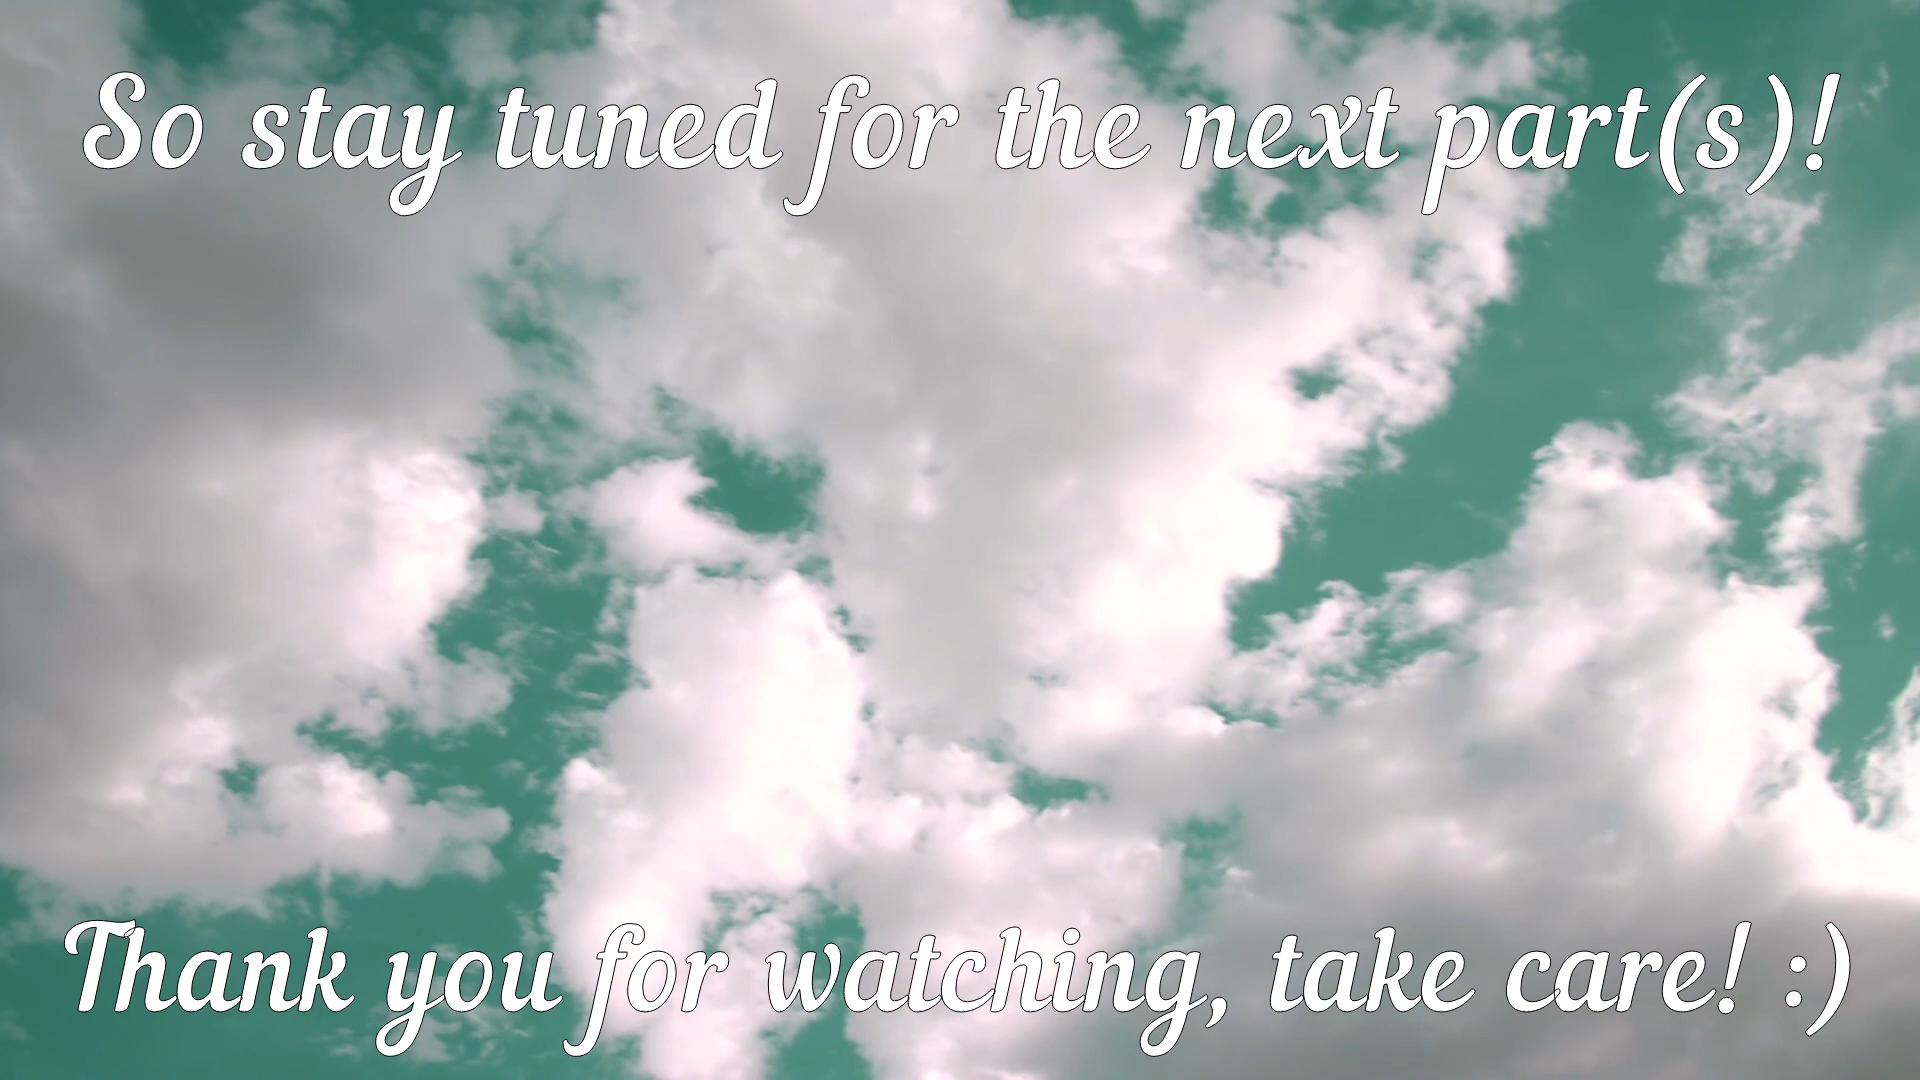 So stay tuned for the next part(s)!
Thank you for watching, take care! :)